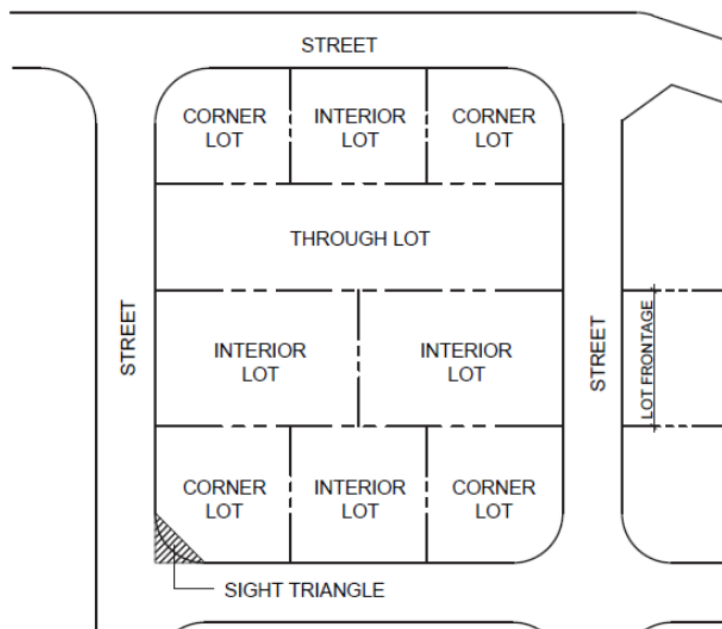 STREET
CORNER
LOT
INTERIOR
LOT
CORNER
LOT
THROUGH LOT
STREET
INTERIOR
LOT
INTERIOR
LOT
STREET
LOT FRONTAGE
CORNER
LOT
INTERIOR
LOT
CORNER
LOT
SIGHT TRIANGLE